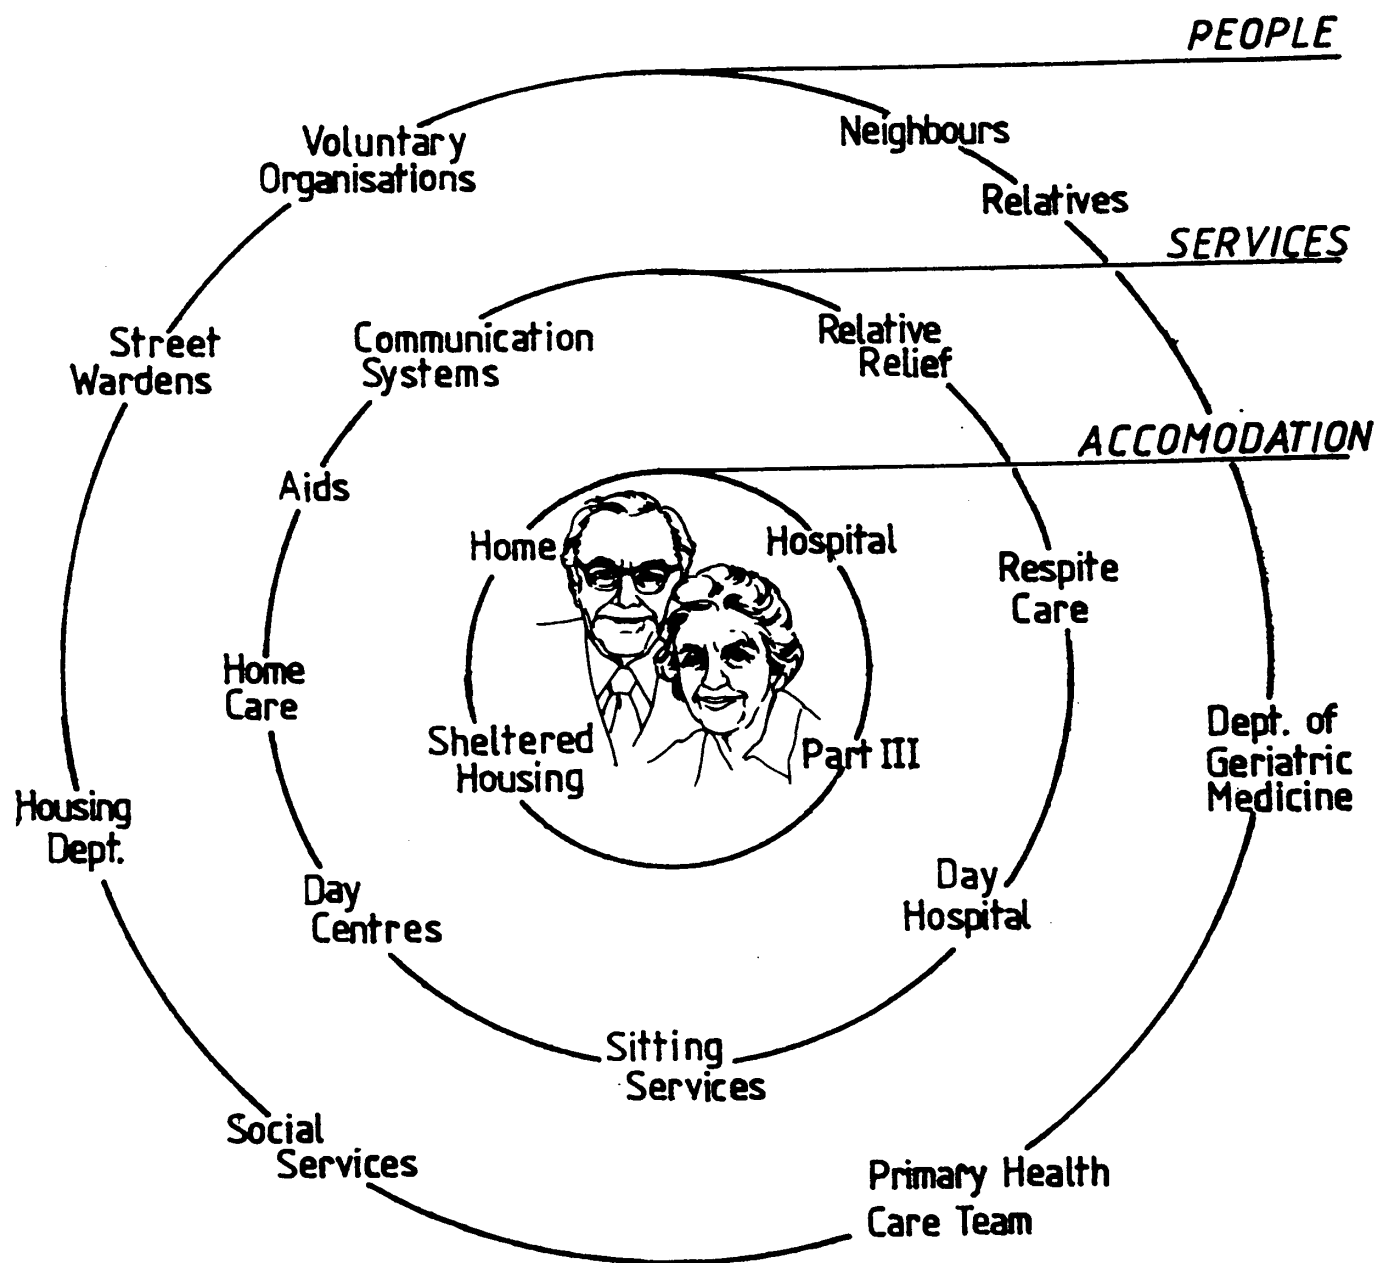 PEOPLE
Neighbours
Relatives
Voluntary
Organisations
Street
Wardens
Housing
Dept.
Social
Services
Primary Health
Care Team
Dept. of
Geriatric
Medicine
SERVICES
Relative
Relief
Communication
Systems
Aids
Home
Care
Day
Centres
Sitting
Services
Day
Hospital
Respite
Care
ACCOMODATION
Home
Hospital
Sheltered
Housing
Part III